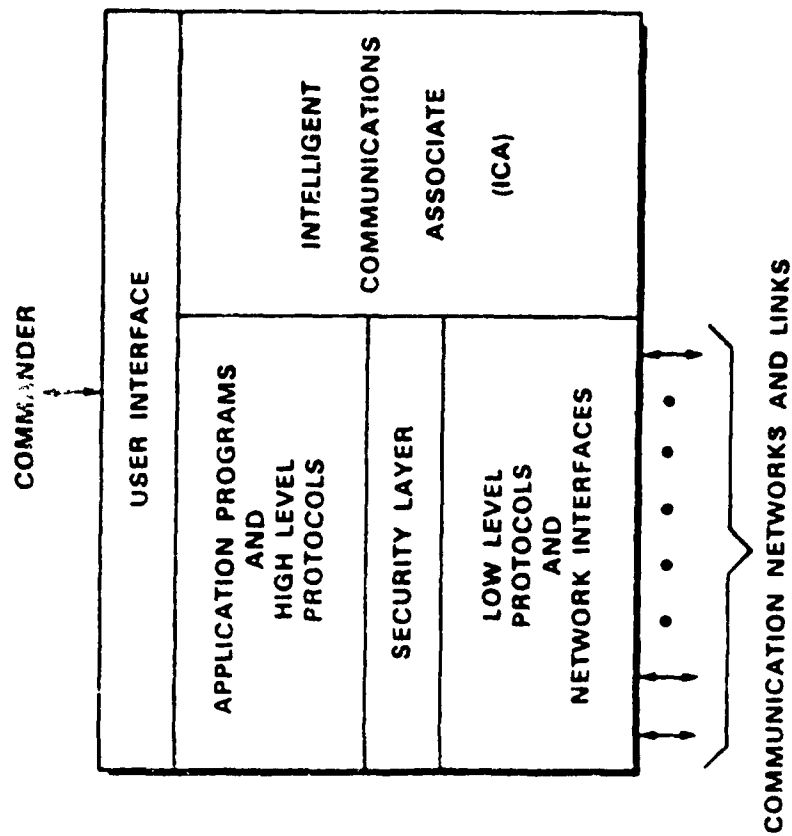 COMMANDER
USER INTERFACE
APPLICATION PROGRAMS
AND
HIGH LEVEL
PROTOCOLS
SECURITY LAYER
LOW LEVEL
PROTOCOLS
AND
NETWORK INTERFACES
INTELLIGENT
COMMUNICATIONS
ASSOCIATE
(ICA)
COMMUNICATION NETWORKS AND LINKS